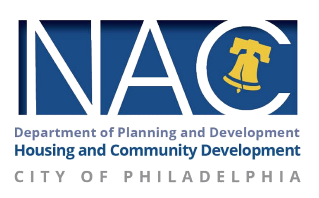 NAC
Department of Planning and Development
Housing and Community Development
CITY OF PHILADELPHIA